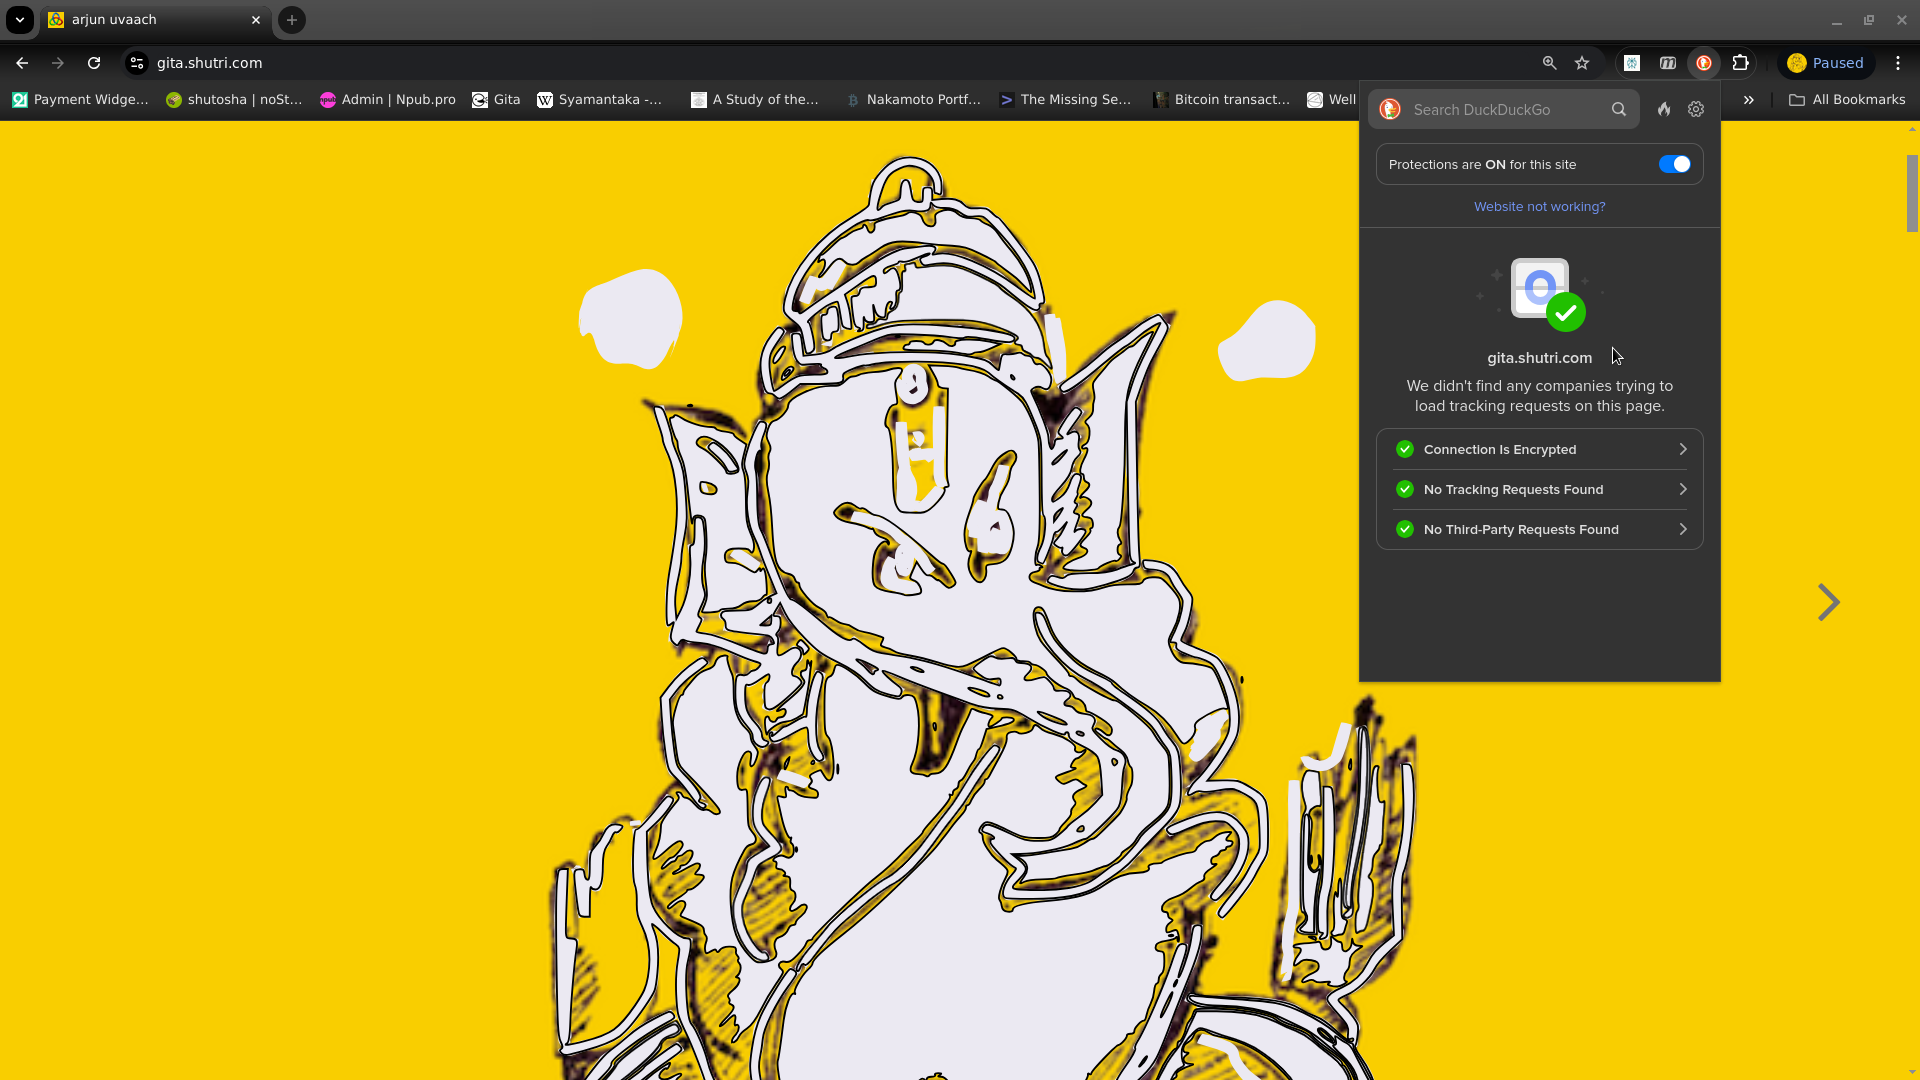 arjun uvaach
gita.shutri.com
Paused
Payment Widge...
shutosha | noSt...
Admin | Npub.pro
Gita
Syamantaka -...
A Study of the...
Nakamoto Portf...
The Missing Se...
Bitcoin transact...
Well
All Bookmarks
Search DuckDuckGo
Protections are ON for this site
Website not working?
gita.shutri.com
We didn't find any companies trying to
load tracking requests on this page.
Connection Is Encrypted
No Tracking Requests Found
No Third-Party Requests Found